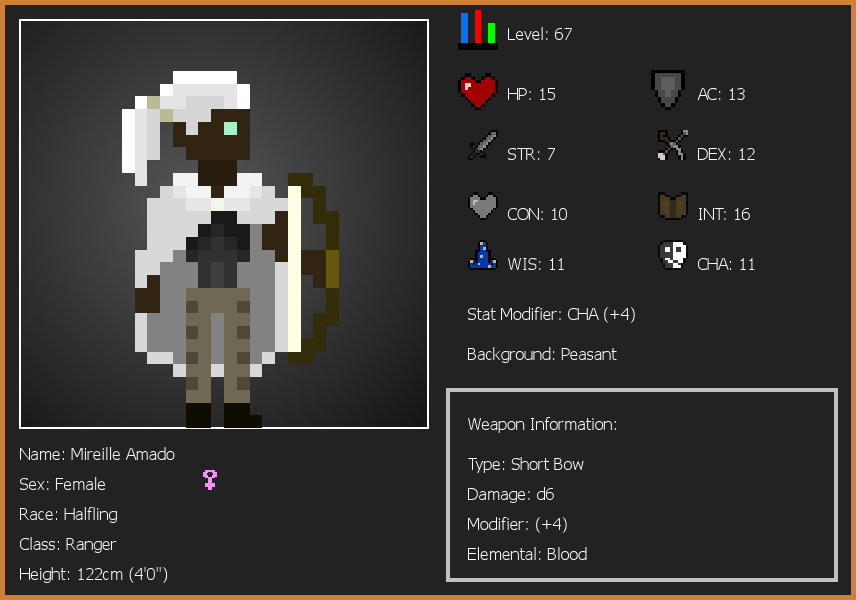 Level: 67
HP: 15
AC: 13
STR: 7
DEX: 12
CON: 10
INT: 16
WIS: 11
CHA: 11
Stat Modifier: CHA (+4)
Background: Peasant
Weapon Information:
Type: Short Bow
Damage: d6
Modifier: (+4)
Elemental: Blood
Name: Mireille Amado
Sex: Female
Race: Halfling
Class: Ranger
Height: 122cm (4'0")